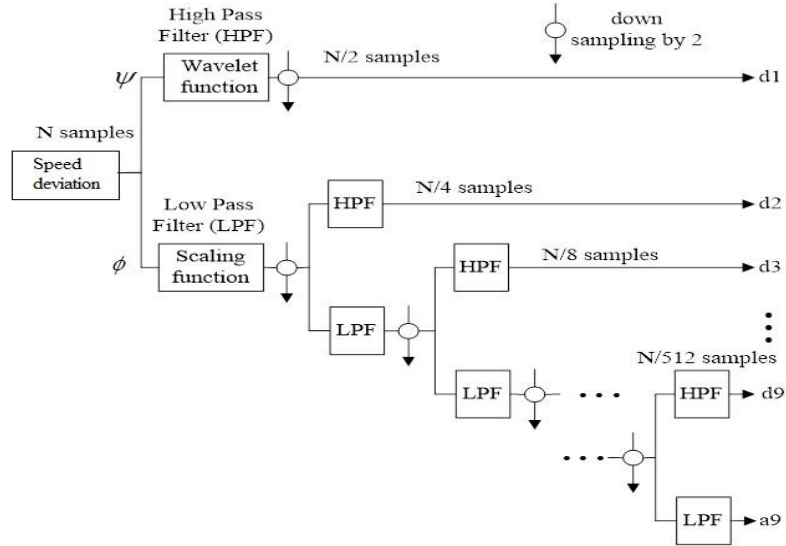 High Pass
Filter (HPF)
down
sampling by 2
ψ
Wavelet
function
N/2 samples
d1
N samples
Speed
deviation
Low Pass
Filter (LPF)
HPF
N/4 samples
d2
ϕ
Scaling
function
HPF
N/8 samples
d3
LPF
N/512 samples
LPF
HPF
d9
LPF
a9